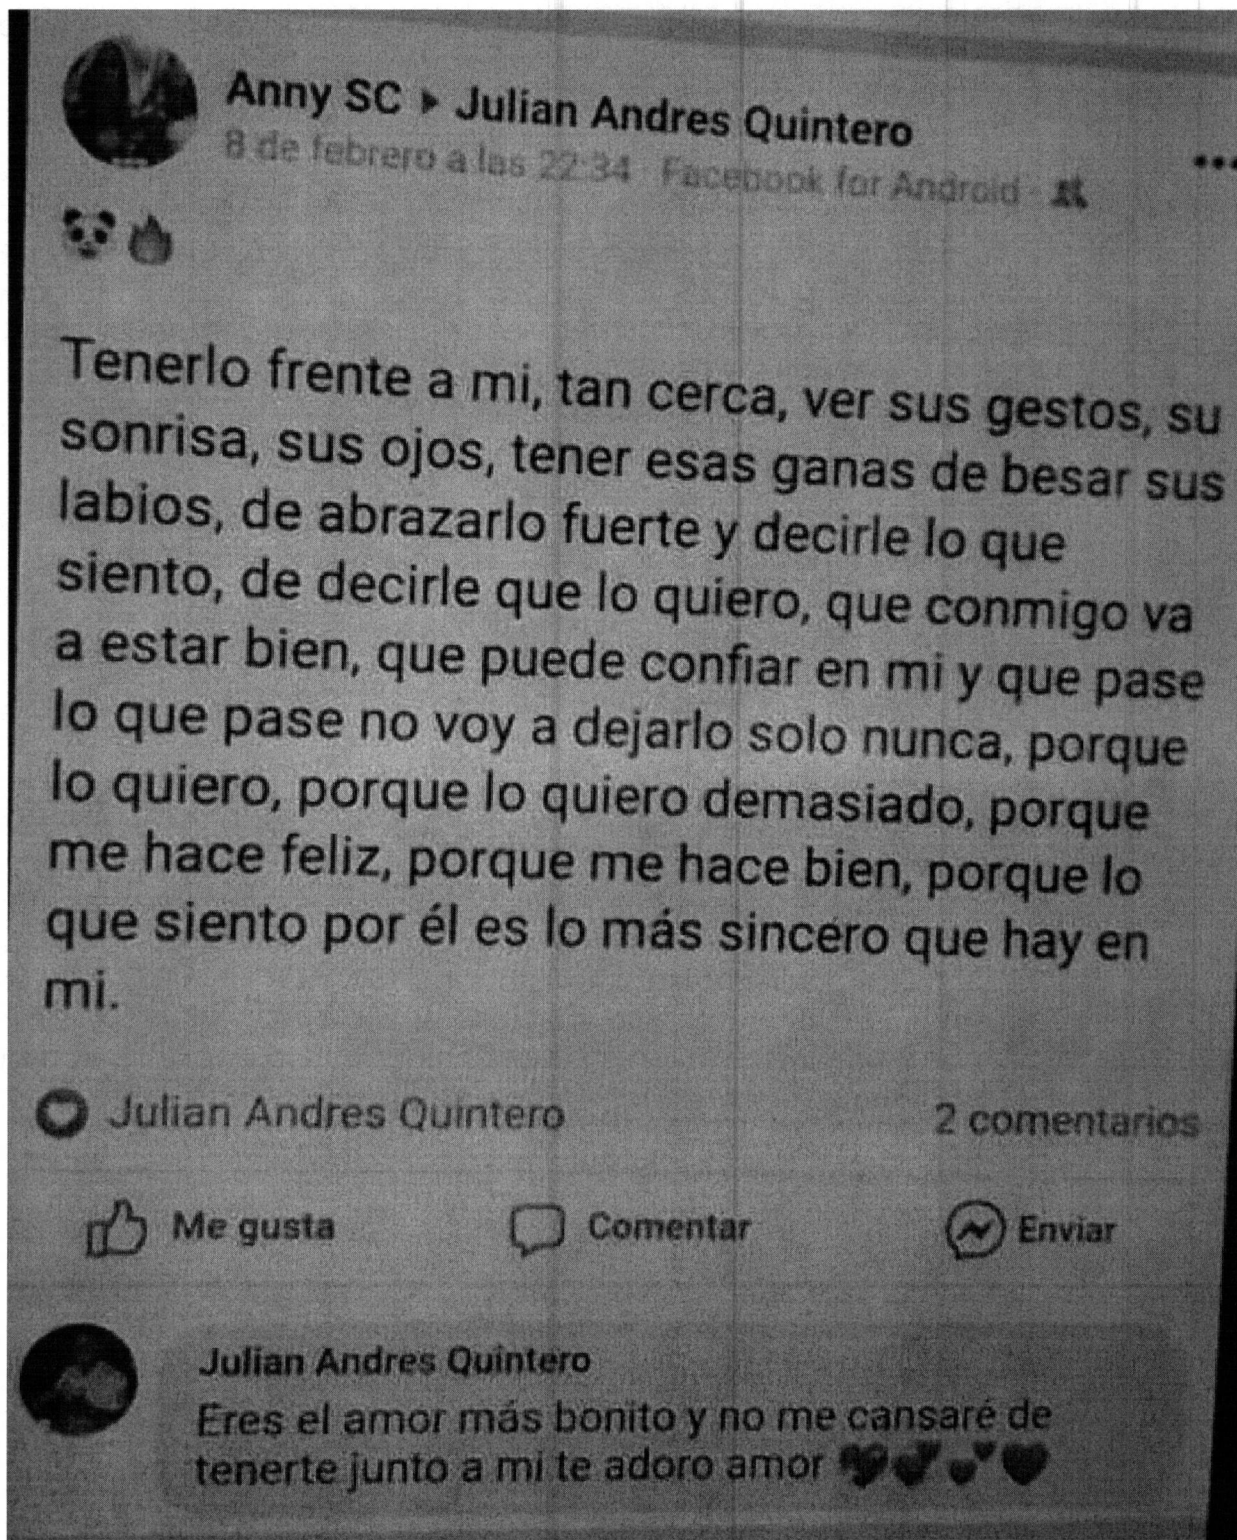 Anny SC ▸ Julian Andres Quintero
8 de febrero a las 22:34 · Facebook for Android ·
🐼🔥
Tenerlo frente a mi, tan cerca, ver sus gestos, su
sonrisa, sus ojos, tener esas ganas de besar sus
labios, de abrazarlo fuerte y decirle lo que
siento, de decirle que lo quiero, que conmigo va
a estar bien, que puede confiar en mi y que pase
lo que pase no voy a dejarlo solo nunca, porque
lo quiero, porque lo quiero demasiado, porque
me hace feliz, porque me hace bien, porque lo
que siento por él es lo más sincero que hay en
mi.
Julian Andres Quintero 2 comentarios
Me gusta Comentar Enviar
Julian Andres Quintero
Eres el amor más bonito y no me cansaré de
tenerte junto a mi te adoro amor 💖💕💕❤